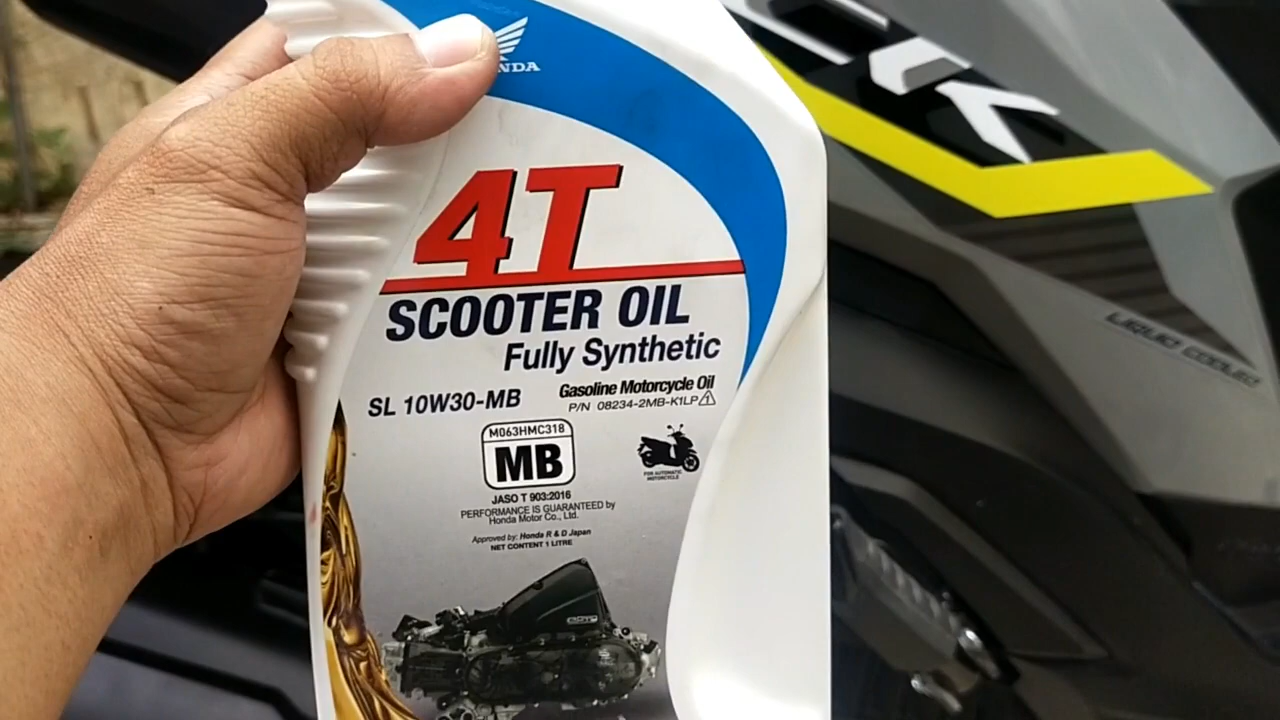 NDA
4T
SCOOTER OIL
Fully Synthetic
SL 10W30-MB
Gasoline Motorcycle Oil
P/N 08234-2MB-K1LP
M063HMC318
MB
JASO T 903:2016
PERFORMANCE IS GUARANTEED by
Honda Motor Co., Ltd.
Approved by: Honda R & D Japan
NET CONTENT 1 LITRE
FOR AUTOMATIC
MOTORCYCLE
CK
LIQUID COOLED